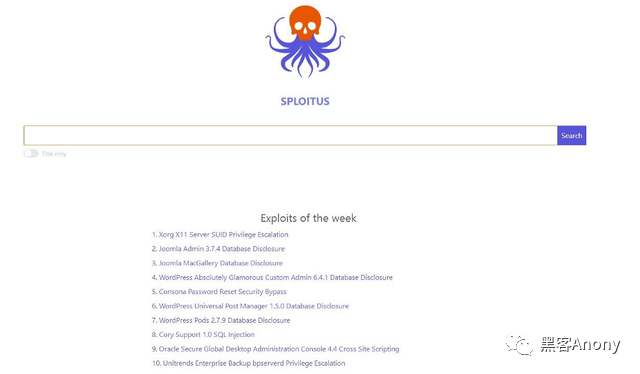 SPLOITUS
Search
Title only
Exploits of the week
1. Xorg X11 Server SUID Privilege Escalation
2. Joomla Admin 3.7.4 Database Disclosure
3. Joomla MacGallery Database Disclosure
4. WordPress Absolutely Glamorous Custom Admin 6.4.1 Database Disclosure
5. Consona Password Reset Security Bypass
6. WordPress Universal Post Manager 1.5.0 Database Disclosure
7. WordPress Pods 2.7.9 Database Disclosure
8. Cory Support 1.0 SQL Injection
9. Oracle Secure Global Desktop Administration Console 4.4 Cross Site Scripting
10. Unitrends Enterprise Backup bpserverd Privilege Escalation
黑客Anony